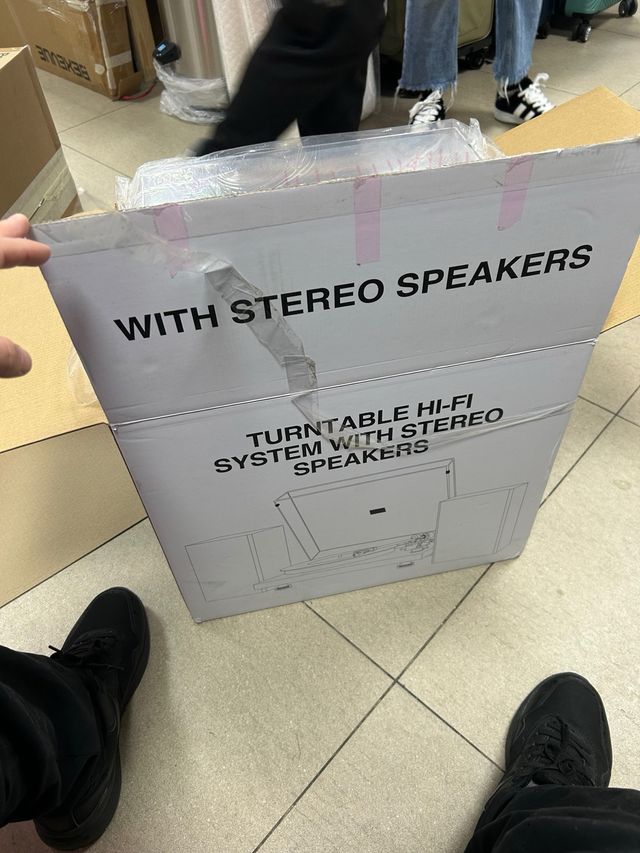 WITH STEREO SPEAKERS
TURNTABLE HI-FI
SYSTEM WITH STEREO
SPEAKERS